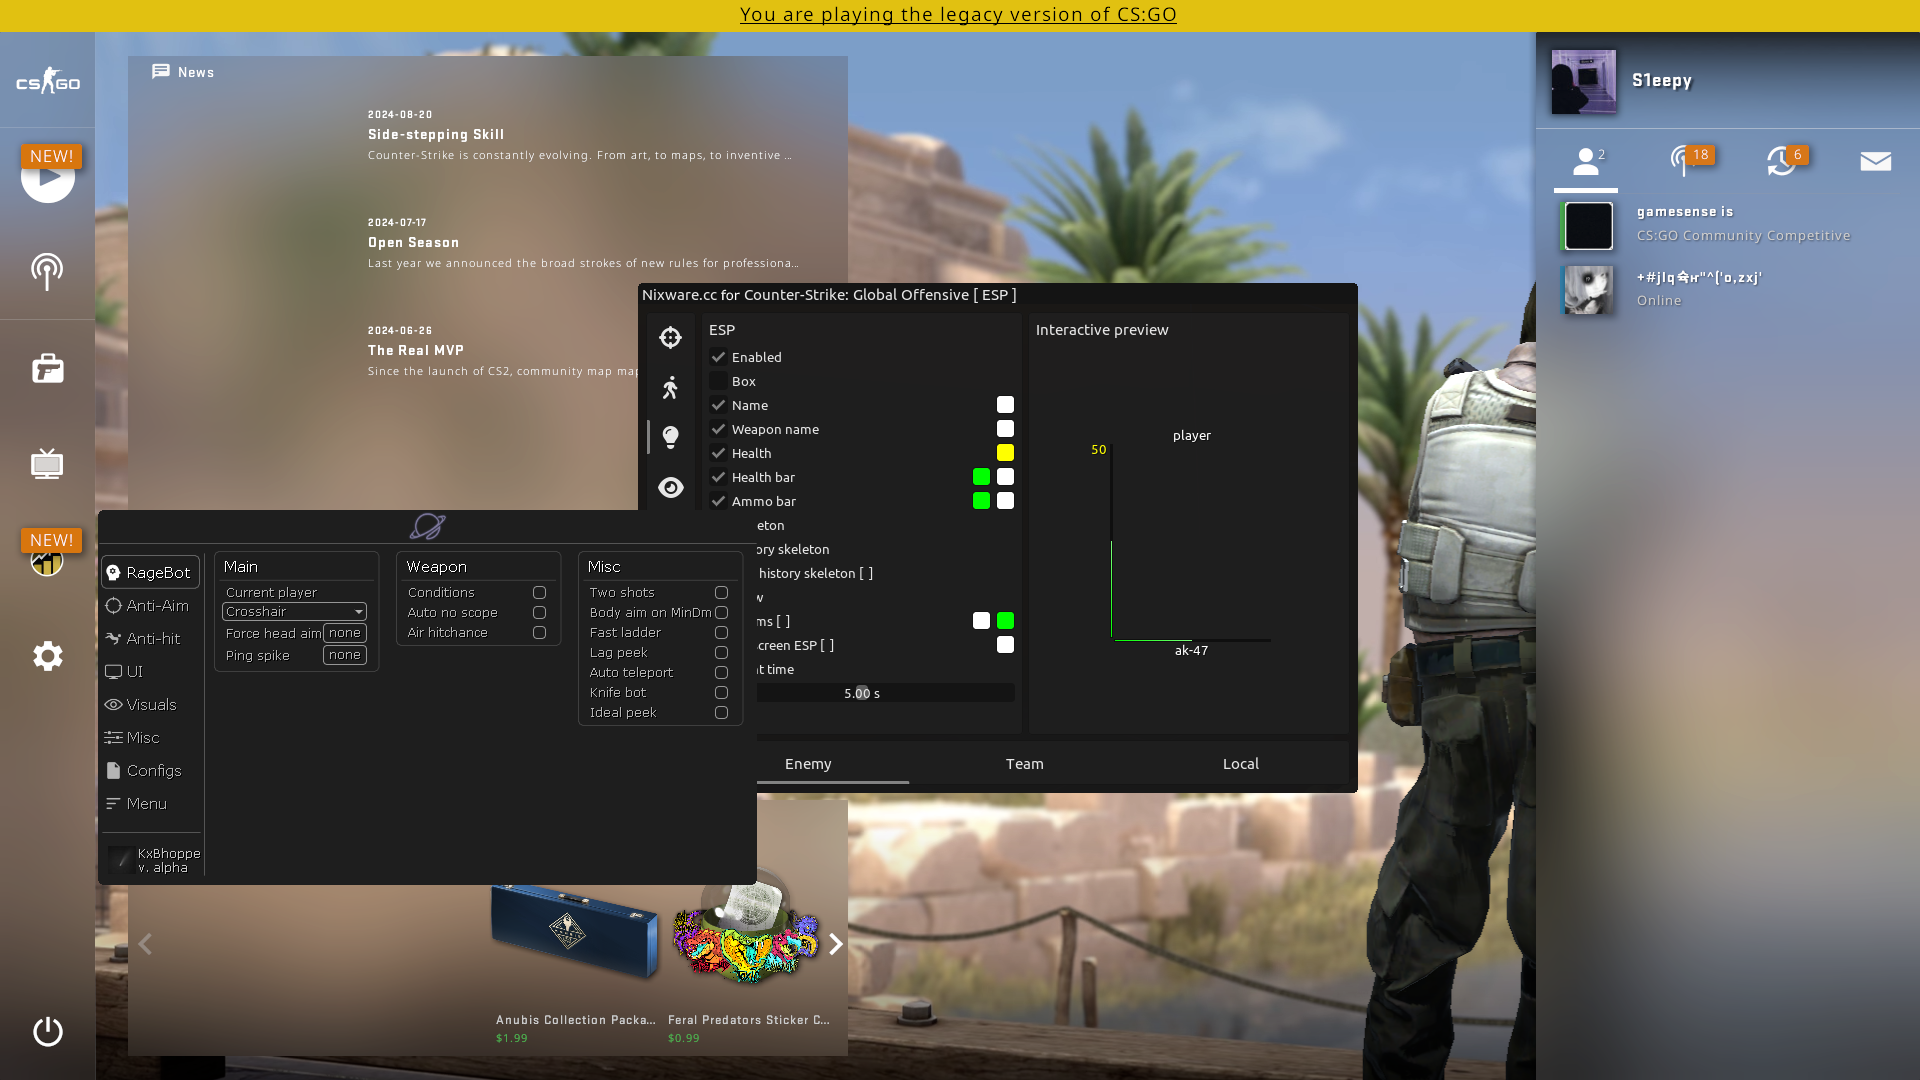 You are playing the legacy version of CS:GO
CS GO
NEW!
NEW!
News
2024-08-20
Side-stepping Skill
Counter-Strike is constantly evolving. From art, to maps, to inventive ...
2024-07-17
Open Season
Last year we announced the broad strokes of new rules for professiona...
2024-06-26
The Real MVP
Since the launch of CS2, community map map
Nixware.cc for Counter-Strike: Global Offensive [ ESP ]
ESP
Enabled
Box
Name
Weapon name
Health
Health bar
Ammo bar
eton
ory skeleton
history skeleton [ ]
w
ms [ ]
creen ESP [ ]
t time
5.00 s
Interactive preview
player
50
ak-47
Enemy
Team
Local
RageBot
Anti-Aim
Anti-hit
UI
Visuals
Misc
Configs
Menu
KxBhoppe
v. alpha
Main
Current player
Crosshair
Force head aim none
Ping spike none
Weapon
Conditions
Auto no scope
Air hitchance
Misc
Two shots
Body aim on MinDm
Fast ladder
Lag peek
Auto teleport
Knife bot
Ideal peek
Anubis Collection Packa...
$1.99
Feral Predators Sticker C...
$0.99
S1eepy
2
18
6
gamesense is
CS:GO Community Competitive
Online